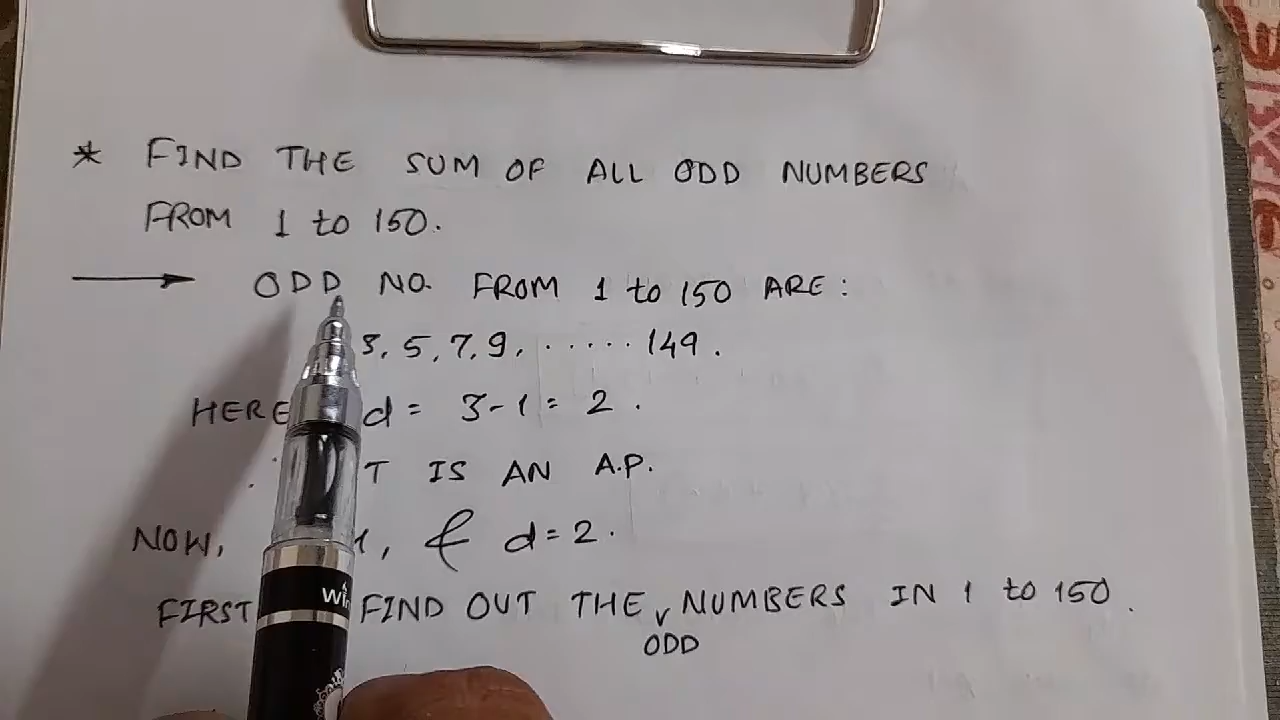 * FIND THE SUM OF ALL ODD NUMBERS
FROM 1 to 150.
→ ODD NO. FROM 1 to 150 ARE:
3, 5, 7, 9, ...... 149.
HERE d = 3-1 = 2.
IS AN A.P.
NOW, 1, & d = 2.
FIRST FIND OUT THE NUMBERS IN 1 to 150.
ODD